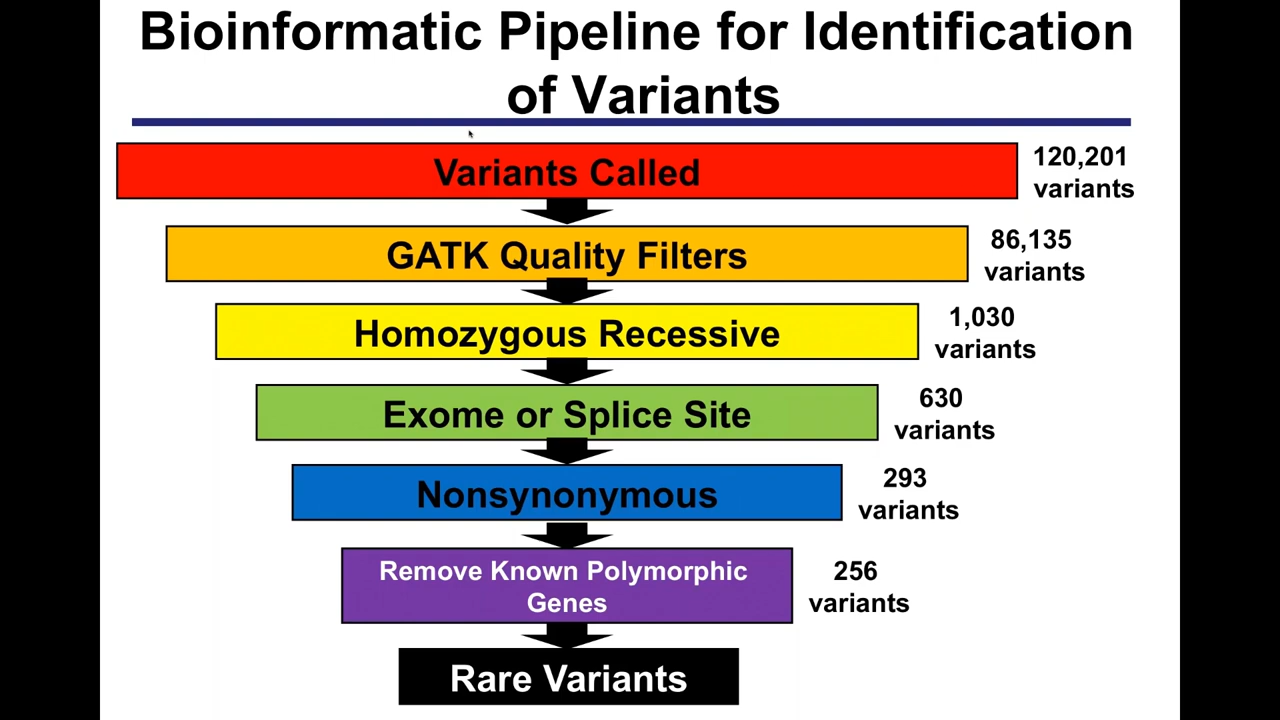 Bioinformatic Pipeline for Identification
of Variants
Variants Called
120,201
variants
GATK Quality Filters
86,135
variants
Homozygous Recessive
1,030
variants
Exome or Splice Site
630
variants
Nonsynonymous
293
variants
Remove Known Polymorphic
Genes
256
variants
Rare Variants